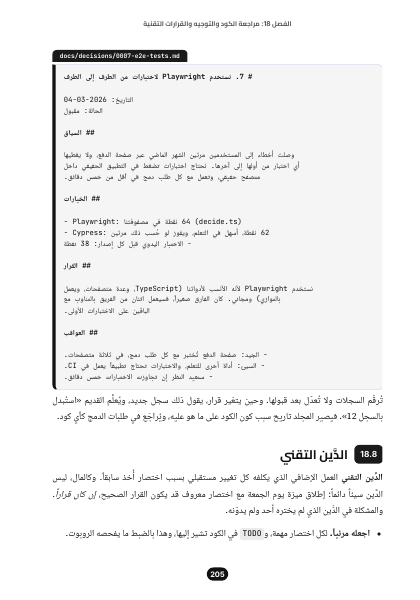 الفصل 18: مراجعة الكود والتوجيه والقرارات التقنية
docs/decisions/0007-e2e-tests.md
# 7. نستخدم Playwright لاختبارات من الطرف إلى الطرف
التاريخ: 2026-03-04
الحالة: مقبول
## السياق
وصلت أخطاء إلى المستخدمين مرتين الشهر الماضي عبر صفحة الدفع، ولا يغطيها
أي اختبار من أولها إلى آخرها. نحتاج اختبارات تضغط في التطبيق الحقيقي داخل
متصفح حقيقي، وتعمل مع كل طلب دمج في أقل من خمس دقائق.
## الخيارات
- Playwright: 64 نقطة في مصفوفتنا (decide.ts)
- Cypress: 62 نقطة، أسهل في التعلم، ويفوز لو حُسب ذلك مرتين
- الاختبار اليدوي قبل كل إصدار: 38 نقطة
## القرار
نستخدم Playwright لأنه الأنسب لأدواتنا (TypeScript، وعدة متصفحات، ويعمل
بالتوازي) ومجاني. كان الفارق صغيراً، فسيعمل اثنان من الفريق بالتناوب مع
الباقين على الاختبارات الأولى.
## العواقب
- الجيد: صفحة الدفع تُختبر مع كل طلب دمج، في ثلاثة متصفحات.
- السيئ: أداة أخرى للتعلم، والاختبارات تحتاج تطبيقاً يعمل في CI.
- سنعيد النظر إن تجاوزت الاختبارات خمس دقائق.
تُرقَّم السجلات ولا تُعدَّل بعد قبولها. وحين يتغير قرار، يقول ذلك سجل جديد، ويُعلَّم القديم «استُبدل
بالسجل 12». فيصير المجلد تاريخ سبب كون الكود على ما هو عليه، ويُراجَع في طلبات الدمج كأي كود.
18.8 الدَّين التقني
الدَّين التقني العمل الإضافي الذي يكلفه كل تغيير مستقبلي بسبب اختصار أُخذ سابقاً. وكالمال، ليس
الدَّين سيئاً دائماً: إطلاق ميزة يوم الجمعة مع اختصار معروف قد يكون القرار الصحيح، إن كان قراراً.
والمشكلة في الدَّين الذي لم يختره أحد ولم يدوّنه.
• اجعله مرئياً. لكل اختصار مهمة، و TODO في الكود تشير إليها، وهذا بالضبط ما يفحصه الروبوت.
205